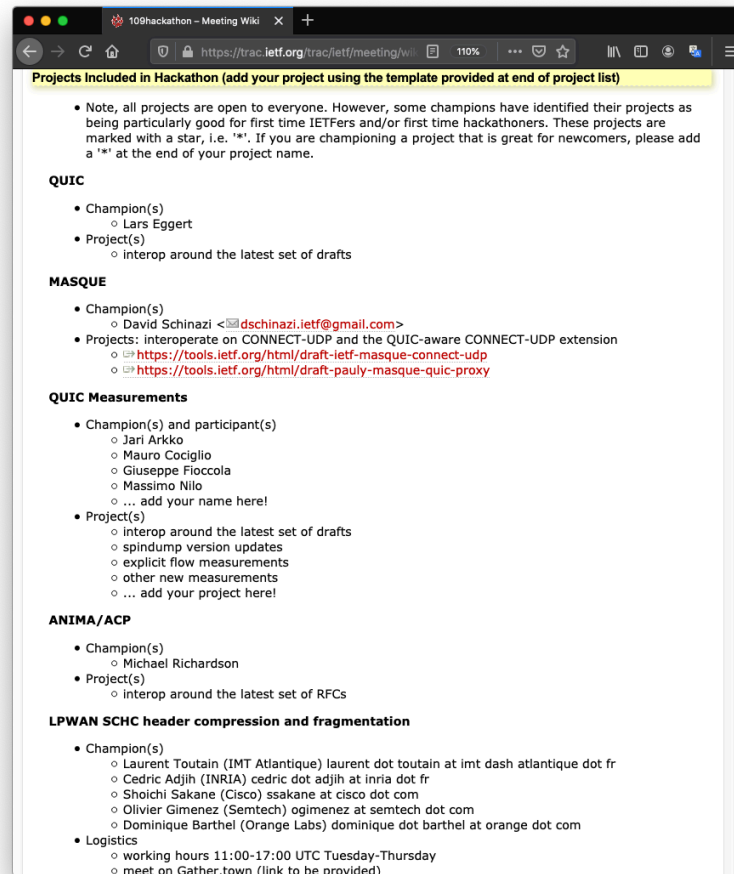 109hackathon – Meeting Wiki
https://trac.ietf.org/trac/ietf/meeting/wik
110%
Projects Included in Hackathon (add your project using the template provided at end of project list)
• Note, all projects are open to everyone. However, some champions have identified their projects as
being particularly good for first time IETFers and/or first time hackathoners. These projects are
marked with a star, i.e. '*'. If you are championing a project that is great for newcomers, please add
a '*' at the end of your project name.
QUIC
• Champion(s)
◦ Lars Eggert
• Project(s)
◦ interop around the latest set of drafts
MASQUE
• Champion(s)
◦ David Schinazi <dschinazi.ietf@gmail.com>
• Projects: interoperate on CONNECT-UDP and the QUIC-aware CONNECT-UDP extension
◦ https://tools.ietf.org/html/draft-ietf-masque-connect-udp
◦ https://tools.ietf.org/html/draft-pauly-masque-quic-proxy
QUIC Measurements
• Champion(s) and participant(s)
◦ Jari Arkko
◦ Mauro Cociglio
◦ Giuseppe Fioccola
◦ Massimo Nilo
◦ ... add your name here!
• Project(s)
◦ interop around the latest set of drafts
◦ spindump version updates
◦ explicit flow measurements
◦ other new measurements
◦ ... add your project here!
ANIMA/ACP
• Champion(s)
◦ Michael Richardson
• Project(s)
◦ interop around the latest set of RFCs
LPWAN SCHC header compression and fragmentation
• Champion(s)
◦ Laurent Toutain (IMT Atlantique) laurent dot toutain at imt dash atlantique dot fr
◦ Cedric Adjih (INRIA) cedric dot adjih at inria dot fr
◦ Shoichi Sakane (Cisco) ssakane at cisco dot com
◦ Olivier Gimenez (Semtech) ogimenez at semtech dot com
◦ Dominique Barthel (Orange Labs) dominique dot barthel at orange dot com
• Logistics
◦ working hours 11:00-17:00 UTC Tuesday-Thursday
◦ meet on Gather.town (link to be provided)